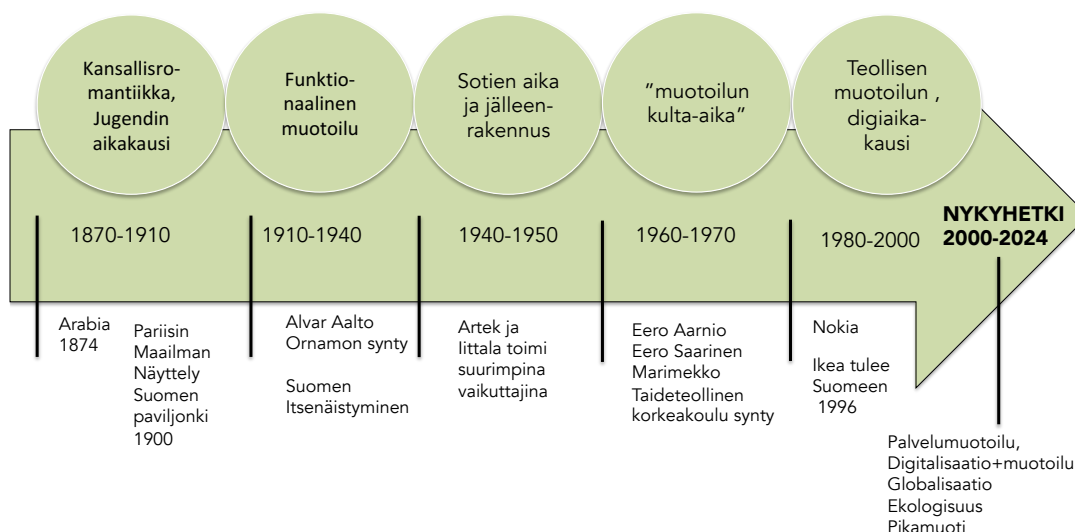 Kansallisro-
mantiikka,
Jugendin
aikakausi
Funktio-
naalinen
muotoilu
Sotien aika
ja jälleen-
rakennus
”muotoilun
kulta-aika”
Teollisen
muotoilun ,
digiaika-
kausi
1870-1910
1910-1940
1940-1950
1960-1970
1980-2000
NYKYHETKI
2000-2024
Arabia
1874
Pariisin
Maailman
Näyttely
Suomen
paviljonki
1900
Alvar Aalto
Ornamon synty
Suomen
Itsenäistyminen
Artek ja
Iittala toimi
suurimpina
vaikuttajina
Eero Aarnio
Eero Saarinen
Marimekko
Taideteollinen
korkeakoulu synty
Nokia
Ikea tulee
Suomeen
1996
Palvelumuotoilu,
Digitalisaatio+muotoilu
Globalisaatio
Ekologisuus
Pikamuoti